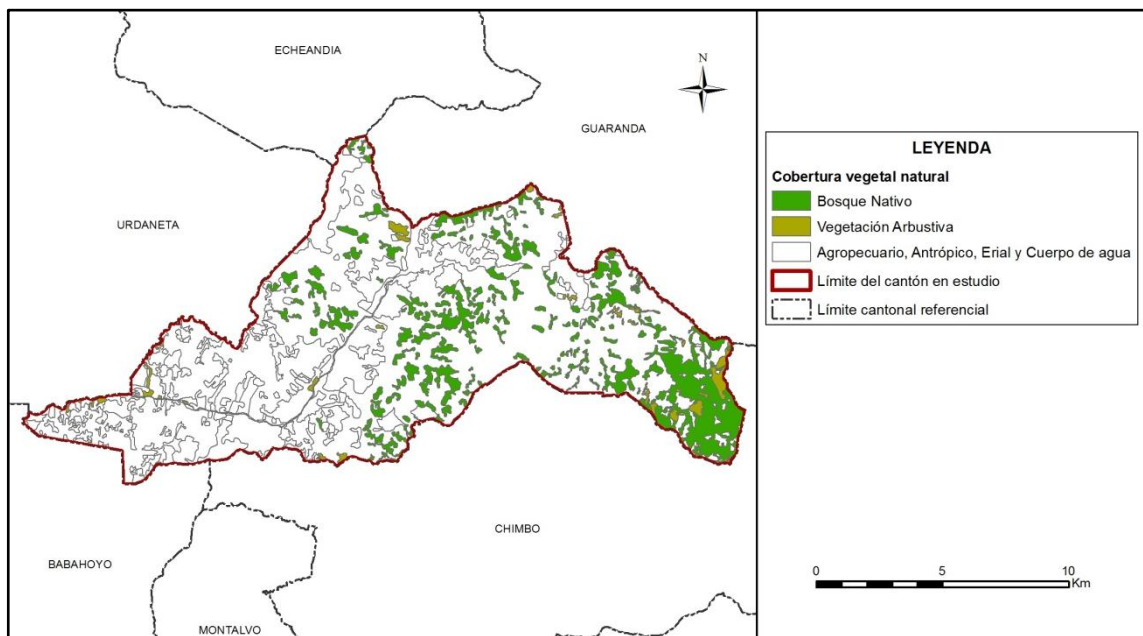 ECHEANDIA
N
GUARANDA
URDANETA
CHIMBO
BABAHOYO
MONTALVO
LEYENDA
Cobertura vegetal natural
Bosque Nativo
Vegetación Arbustiva
Agropecuario, Antrópico, Erial y Cuerpo de agua
Límite del cantón en estudio
Límite cantonal referencial
0 5 10
Km